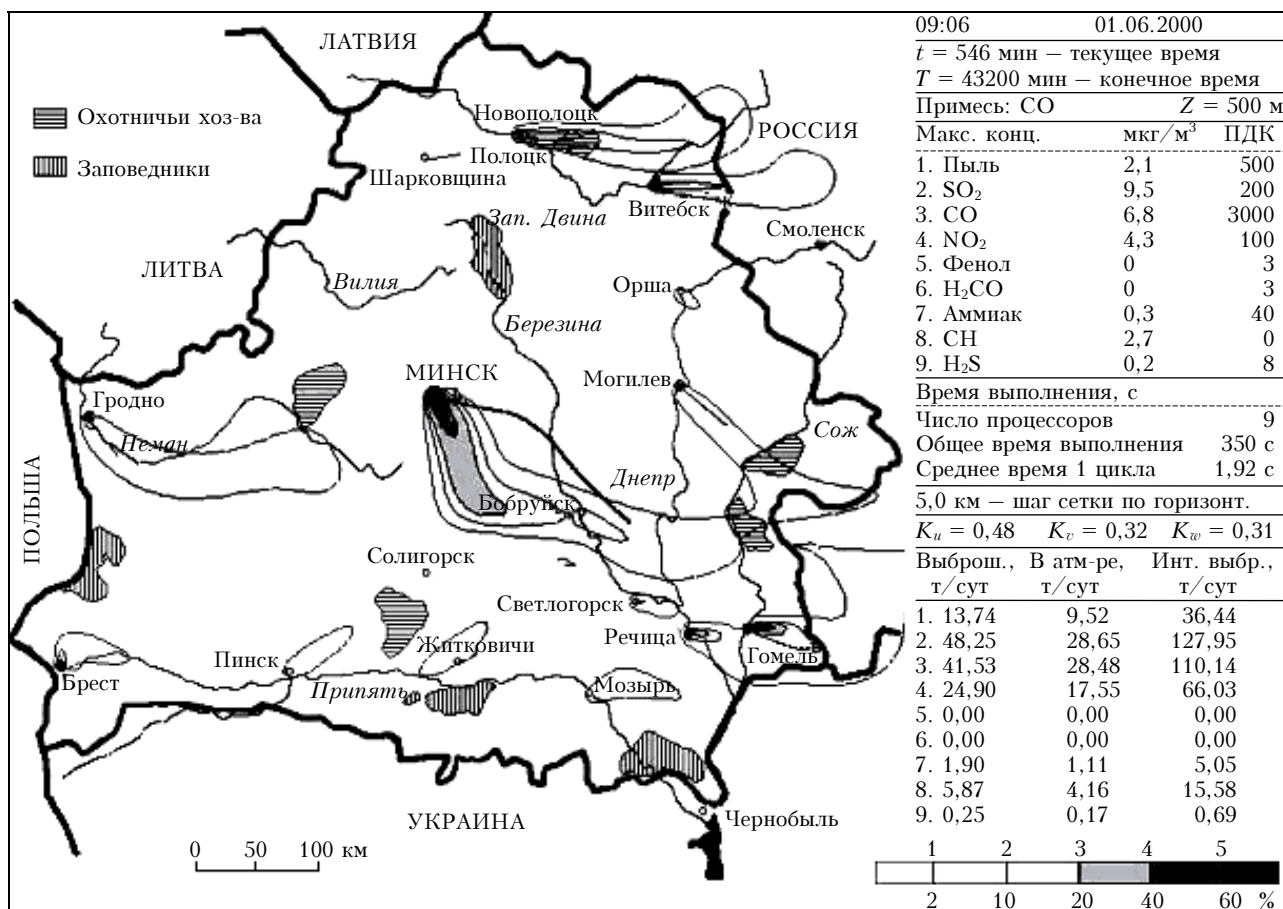 ЛАТВИЯ
Охотничьи хоз-ва
Заповедники
Новополоцк
РОССИЯ
Полоцк
Шарковщина
Витебск
Зап. Двина
Смоленск
ЛИТВА
Вилия
Орша
Березина
МИНСК
Могилев
Гродно
Неман
Сож
ПОЛЬША
Днепр
Бобруйск
Солигорск
Светлогорск
Речица
Гомель
Житковичи
Пинск
Брест
Припять
Мозырь
УКРАИНА
Чернобыль
0 50 100 км
09:06 01.06.2000
t = 546 мин — текущее время
T = 43200 мин — конечное время
Примесь: CO Z = 500 м
Макс. конц. мкг/м³ ПДК
1. Пыль 2,1 500
2. SO₂ 9,5 200
3. CO 6,8 3000
4. NO₂ 4,3 100
5. Фенол 0 3
6. H₂CO 0 3
7. Аммиак 0,3 40
8. CH 2,7 0
9. H₂S 0,2 8
Время выполнения, с
Число процессоров 9
Общее время выполнения 350 с
Среднее время 1 цикла 1,92 с
5,0 км — шаг сетки по горизонт.
Kᵤ = 0,48 Kᵥ = 0,32 K_w = 0,31
Выброш., В атм-ре, Инт. выбр.,
т/сут т/сут т/сут
1. 13,74 9,52 36,44
2. 48,25 28,65 127,95
3. 41,53 28,48 110,14
4. 24,90 17,55 66,03
5. 0,00 0,00 0,00
6. 0,00 0,00 0,00
7. 1,90 1,11 5,05
8. 5,87 4,16 15,58
9. 0,25 0,17 0,69
1 2 3 4 5
2 10 20 40 60 %